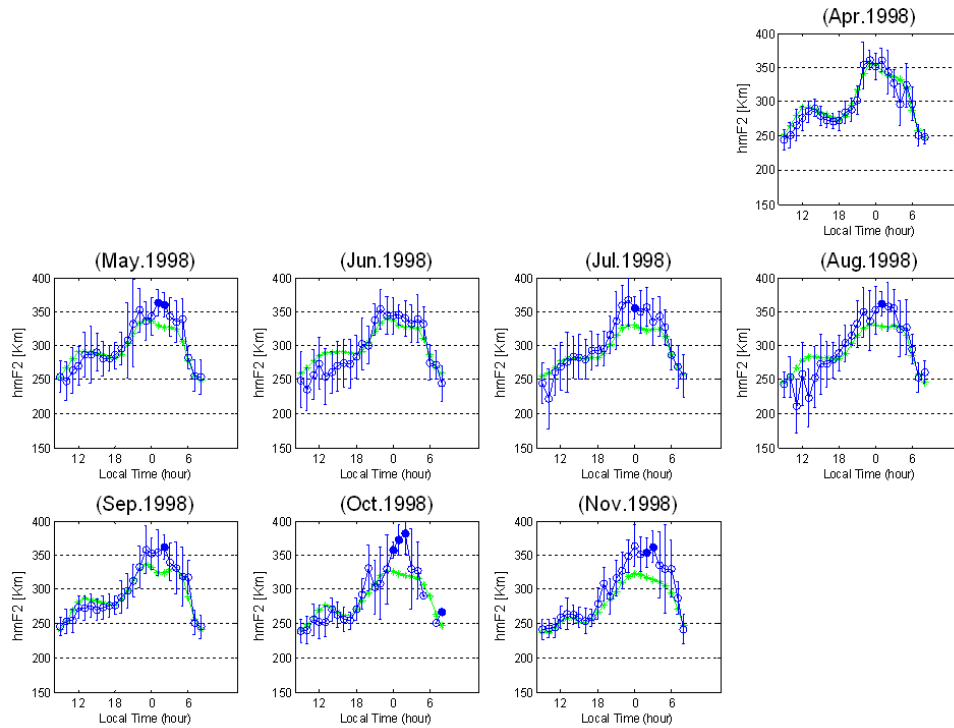 (Apr.1998)
400
350
300
250
200
150
hmF2 [Km]
12 18 0 6
Local Time (hour)
(May.1998) (Jun.1998) (Jul.1998) (Aug.1998)
400 400 400 400
350 350 350 350
300 300 300 300
250 250 250 250
200 200 200 200
150 150 150 150
hmF2 [Km] hmF2 [Km] hmF2 [Km] hmF2 [Km]
12 18 0 6 12 18 0 6 12 18 0 6 12 18 0 6
Local Time (hour) Local Time (hour) Local Time (hour) Local Time (hour)
(Sep.1998) (Oct.1998) (Nov.1998)
400 400 400
350 350 350
300 300 300
250 250 250
200 200 200
150 150 150
hmF2 [Km] hmF2 [Km] hmF2 [Km]
12 18 0 6 12 18 0 6 12 18 0 6
Local Time (hour) Local Time (hour) Local Time (hour)